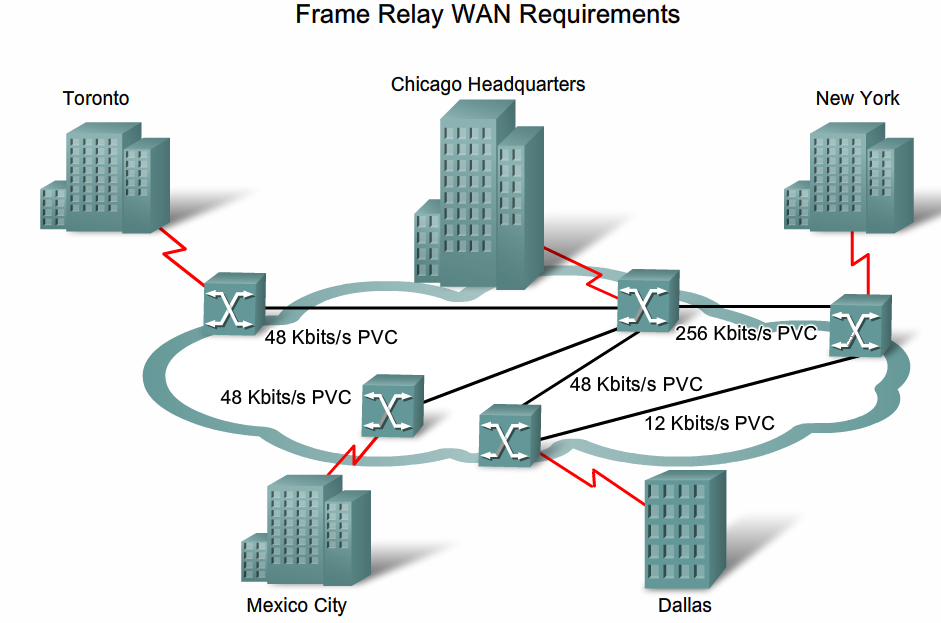 Frame Relay WAN Requirements
Chicago Headquarters
Toronto
New York
48 Kbits/s PVC
256 Kbits/s PVC
48 Kbits/s PVC
48 Kbits/s PVC
12 Kbits/s PVC
Mexico City
Dallas